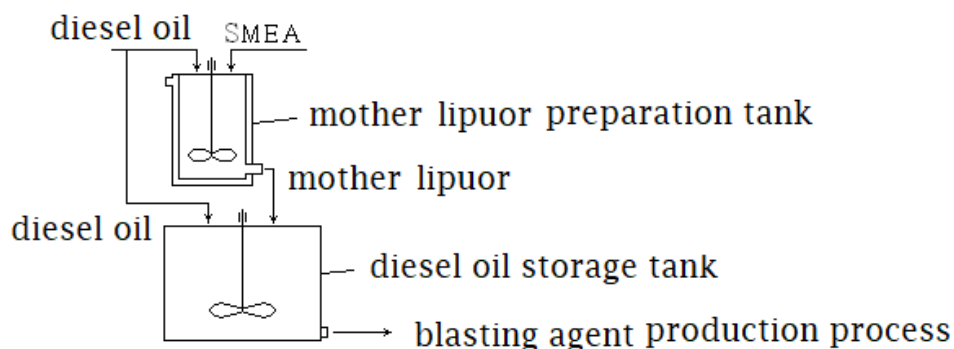 diesel oil
SMEA
mother lipuor preparation tank
mother lipuor
diesel oil
diesel oil storage tank
blasting agent production process